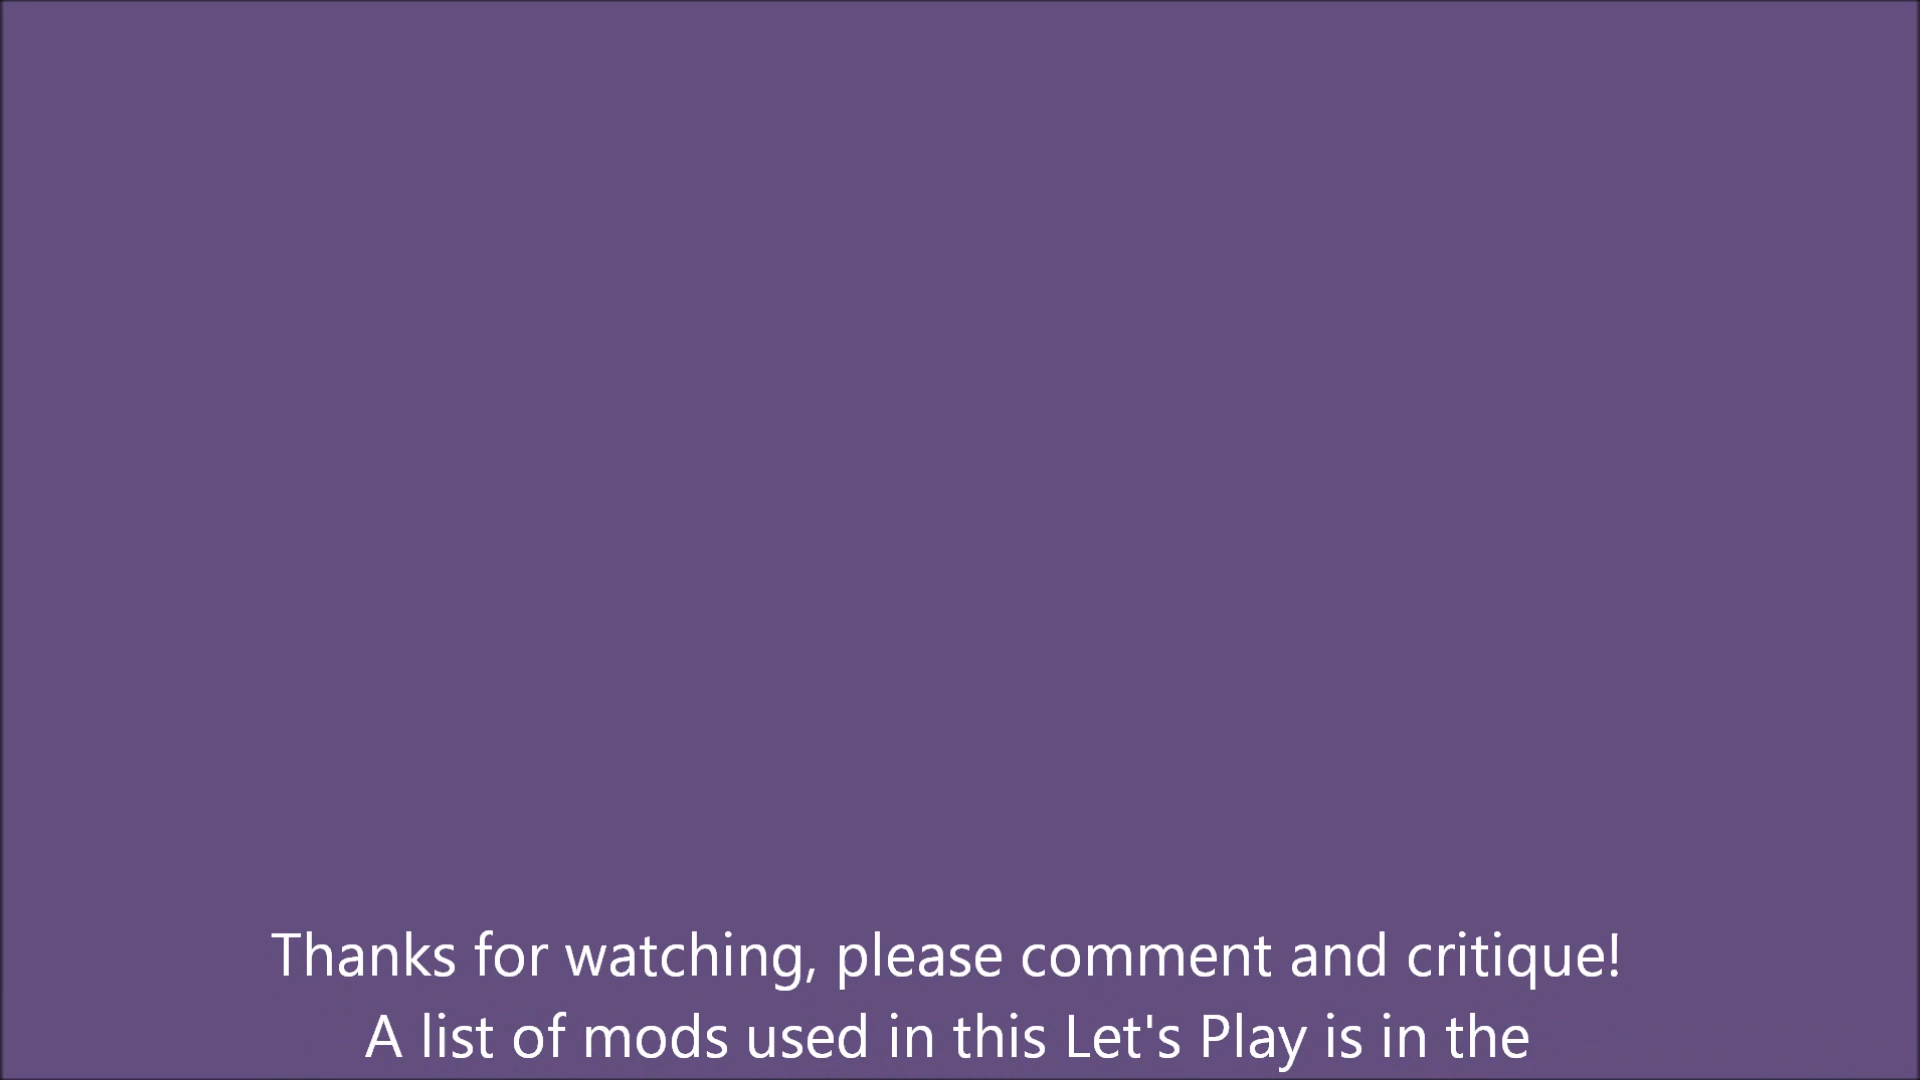 Thanks for watching, please comment and critique!
A list of mods used in this Let's Play is in the